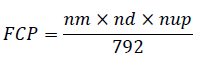 FCP = nm × nd × nup / 792